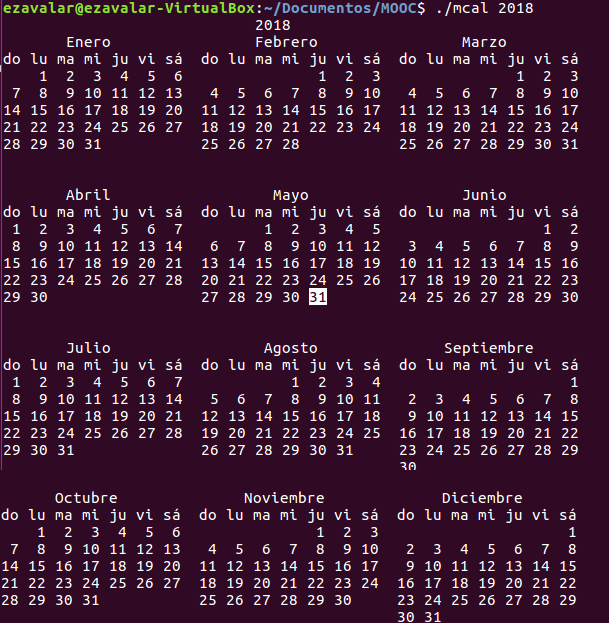 ezavalar@ezavalar-VirtualBox:~/Documentos/MOOC$ ./mcal 2018
                            2018
       Enero                Febrero                 Marzo
do lu ma mi ju vi sá  do lu ma mi ju vi sá  do lu ma mi ju vi sá
    1  2  3  4  5  6               1  2  3               1  2  3
 7  8  9 10 11 12 13   4  5  6  7  8  9 10   4  5  6  7  8  9 10
14 15 16 17 18 19 20  11 12 13 14 15 16 17  11 12 13 14 15 16 17
21 22 23 24 25 26 27  18 19 20 21 22 23 24  18 19 20 21 22 23 24
28 29 30 31           25 26 27 28           25 26 27 28 29 30 31
       Abril                 Mayo                 Junio
do lu ma mi ju vi sá  do lu ma mi ju vi sá  do lu ma mi ju vi sá
 1  2  3  4  5  6  7         1  2  3  4  5                  1  2
 8  9 10 11 12 13 14   6  7  8  9 10 11 12   3  4  5  6  7  8  9
15 16 17 18 19 20 21  13 14 15 16 17 18 19  10 11 12 13 14 15 16
22 23 24 25 26 27 28  20 21 22 23 24 25 26  17 18 19 20 21 22 23
29 30                 27 28 29 30 31        24 25 26 27 28 29 30
       Julio                Agosto              Septiembre
do lu ma mi ju vi sá  do lu ma mi ju vi sá  do lu ma mi ju vi sá
 1  2  3  4  5  6  7            1  2  3  4                     1
 8  9 10 11 12 13 14   5  6  7  8  9 10 11   2  3  4  5  6  7  8
15 16 17 18 19 20 21  12 13 14 15 16 17 18   9 10 11 12 13 14 15
22 23 24 25 26 27 28  19 20 21 22 23 24 25  16 17 18 19 20 21 22
29 30 31              26 27 28 29 30 31     23 24 25 26 27 28 29
                                            30
      Octubre              Noviembre             Diciembre
do lu ma mi ju vi sá  do lu ma mi ju vi sá  do lu ma mi ju vi sá
    1  2  3  4  5  6               1  2  3                     1
 7  8  9 10 11 12 13   4  5  6  7  8  9 10   2  3  4  5  6  7  8
14 15 16 17 18 19 20  11 12 13 14 15 16 17   9 10 11 12 13 14 15
21 22 23 24 25 26 27  18 19 20 21 22 23 24  16 17 18 19 20 21 22
28 29 30 31           25 26 27 28 29 30     23 24 25 26 27 28 29
                                            30 31